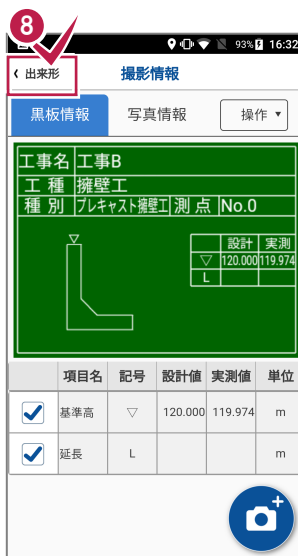 8
93% 16:32
< 出来形 撮影情報
黒板情報 写真情報 操作 ▼
工事名 工事B
工種 擁壁工
種別 プレキャスト擁壁工 測点 No.0
▽
設計 実測
▽ 120.000 119.974
L
項目名 記号 設計値 実測値 単位
基準高 ▽ 120.000 119.974 m
延長 L m